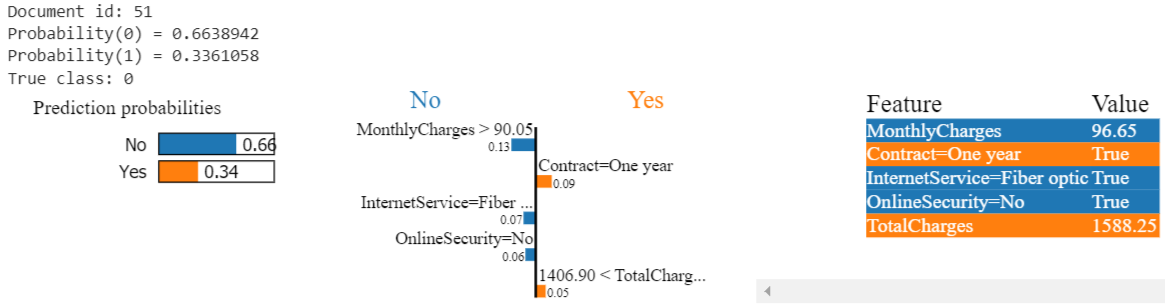 Document id: 51
Probability(0) = 0.6638942
Probability(1) = 0.3361058
True class: 0
Prediction probabilities
No 0.66
Yes 0.34
No Yes
MonthlyCharges > 90.05
0.13
Contract=One year
0.09
InternetService=Fiber ...
0.07
OnlineSecurity=No
0.06
1406.90 < TotalCharg...
0.05
Feature Value
MonthlyCharges 96.65
Contract=One year True
InternetService=Fiber optic True
OnlineSecurity=No True
TotalCharges 1588.25